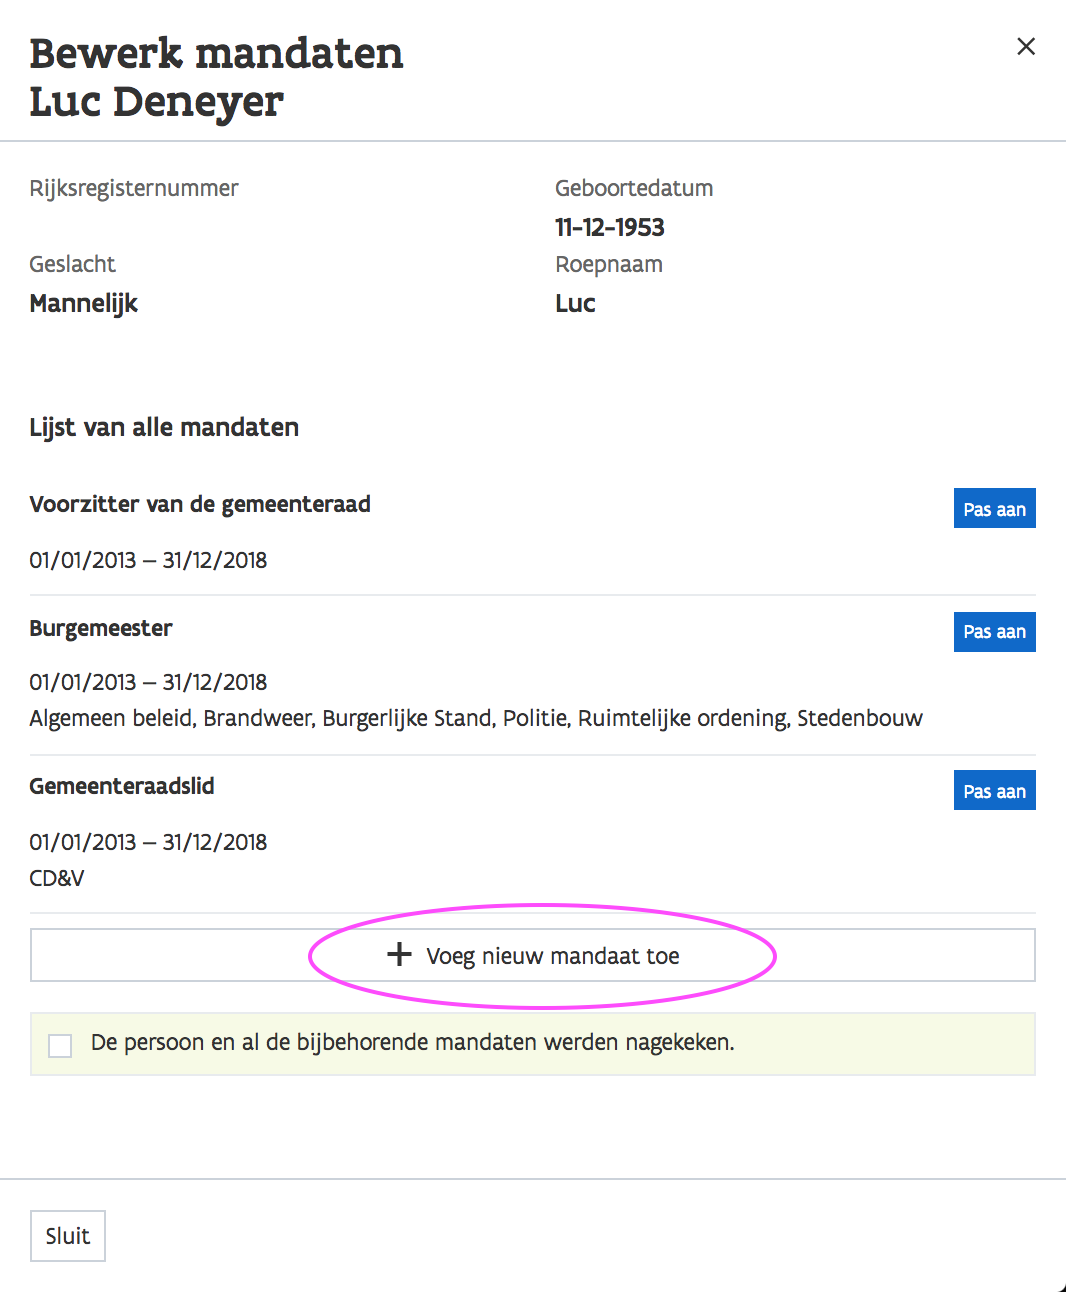 Bewerk mandaten
Luc Deneyer
Rijksregisternummer
Geboortedatum
11-12-1953
Geslacht
Roepnaam
Mannelijk
Luc
Lijst van alle mandaten
Voorzitter van de gemeenteraad
Pas aan
01/01/2013 – 31/12/2018
Burgemeester
Pas aan
01/01/2013 – 31/12/2018
Algemeen beleid, Brandweer, Burgerlijke Stand, Politie, Ruimtelijke ordening, Stedenbouw
Gemeenteraadslid
Pas aan
01/01/2013 – 31/12/2018
CD&V
+ Voeg nieuw mandaat toe
De persoon en al de bijbehorende mandaten werden nagekeken.
Sluit